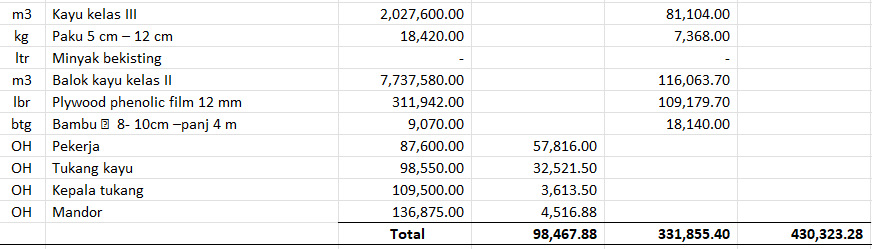 m3 Kayu kelas III 2,027,600.00 81,104.00
kg Paku 5 cm – 12 cm 18,420.00 7,368.00
ltr Minyak bekisting - -
m3 Balok kayu kelas II 7,737,580.00 116,063.70
lbr Plywood phenolic film 12 mm 311,942.00 109,179.70
btg Bambu 8- 10cm –panj 4 m 9,070.00 18,140.00
OH Pekerja 87,600.00 57,816.00
OH Tukang kayu 98,550.00 32,521.50
OH Kepala tukang 109,500.00 3,613.50
OH Mandor 136,875.00 4,516.88
Total 98,467.88 331,855.40 430,323.28